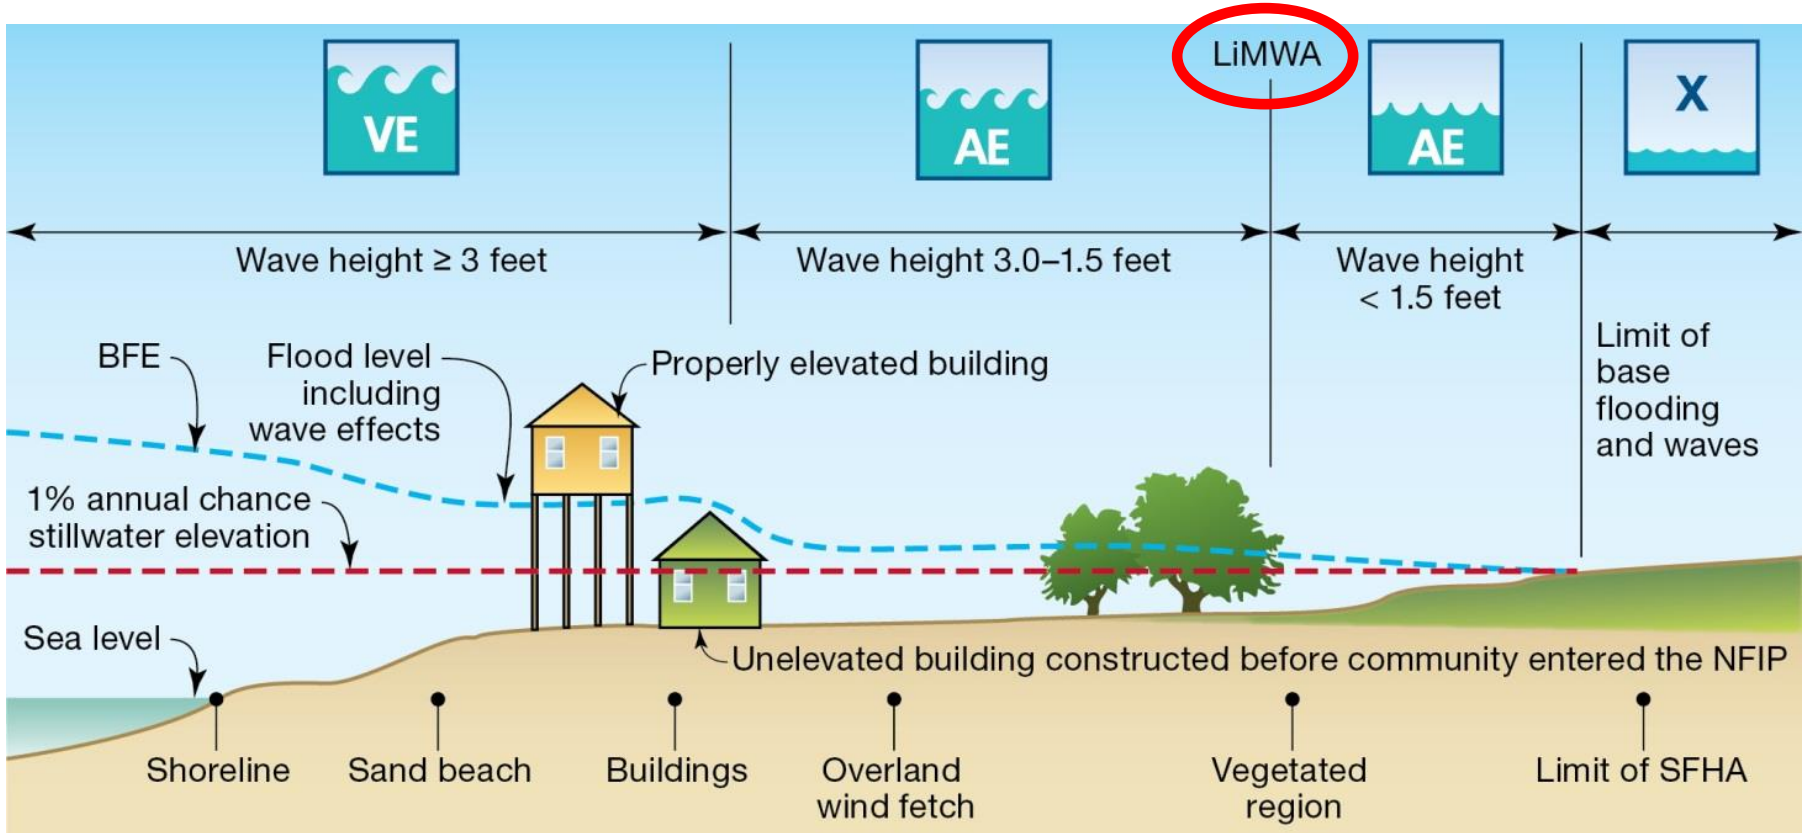 LiMWA
VE
AE
AE
X
Wave height ≥ 3 feet
Wave height 3.0–1.5 feet
Wave height
< 1.5 feet
Limit of
base
flooding
and waves
BFE
Flood level
including
wave effects
Properly elevated building
1% annual chance
stillwater elevation
Sea level
Unelevated building constructed before community entered the NFIP
Shoreline
Sand beach
Buildings
Overland
wind fetch
Vegetated
region
Limit of SFHA